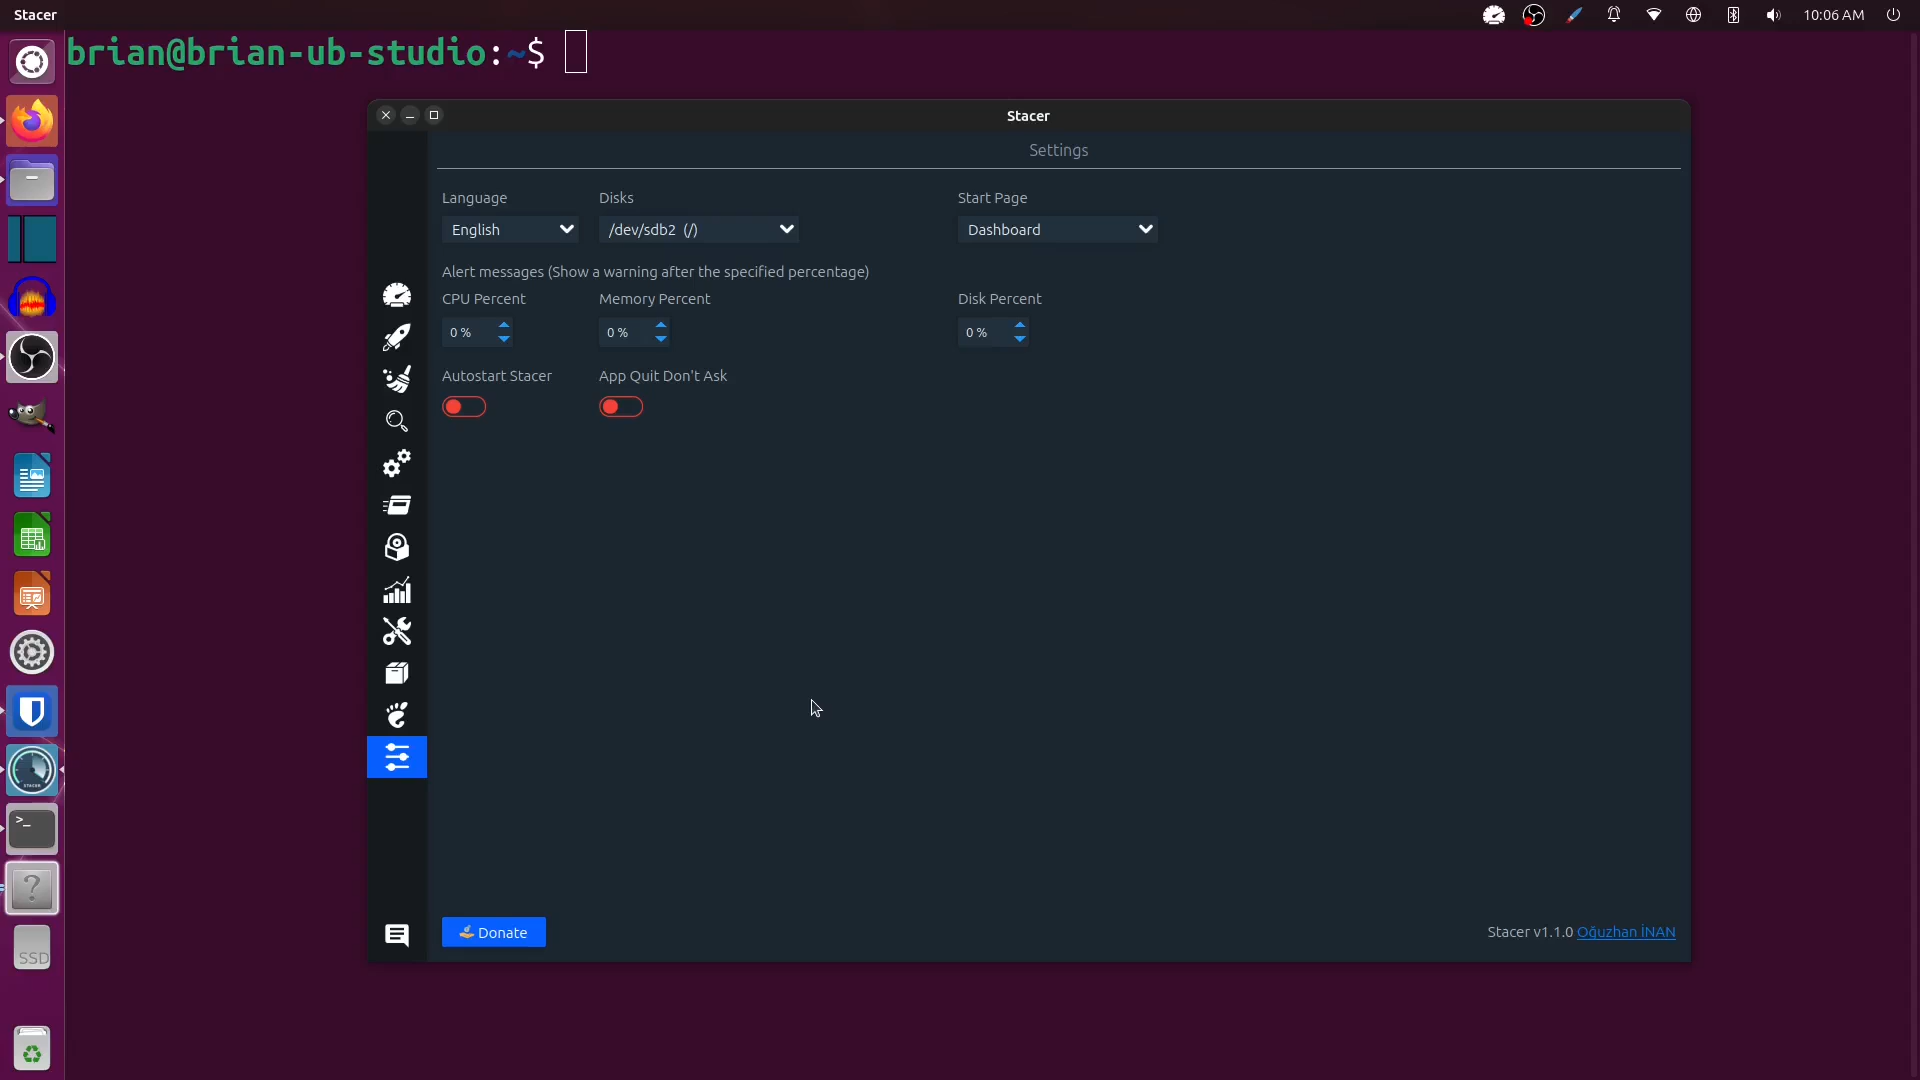 Stacer
10:06 AM
brian@brian-ub-studio:~$
Stacer
Settings
Language Disks Start Page
English /dev/sdb2 (/) Dashboard
Alert messages (Show a warning after the specified percentage)
CPU Percent Memory Percent Disk Percent
0 % 0 % 0 %
Autostart Stacer App Quit Don't Ask
STACER
>_
?
SSD
Donate Stacer v1.1.0 Oğuzhan İNAN